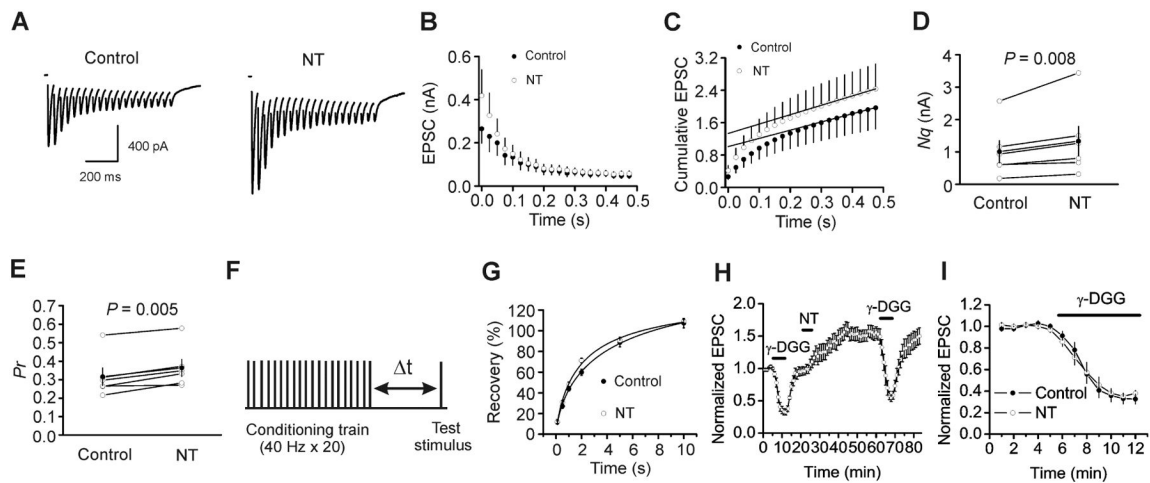 A
Control
NT
400 pA
200 ms
B
Control
NT
EPSC (nA)
0.6
0.4
0.2
0.0
0.0 0.1 0.2 0.3 0.4 0.5
Time (s)
C
Control
NT
Cumulative EPSC
3.2
2.4
1.6
0.8
0.0
0.0 0.1 0.2 0.3 0.4 0.5
Time (s)
D
P = 0.008
Nq (nA)
4
3
2
1
0
Control NT
E
P = 0.005
Pr
0.7
0.6
0.5
0.4
0.3
0.2
0.1
0.0
Control NT
F
Δt
Conditioning train
(40 Hz x 20)
Test
stimulus
G
Recovery (%)
120
100
80
60
40
20
0
Control
NT
0 2 4 6 8 10
Time (s)
H
Normalized EPSC
2.0
1.5
1.0
0.5
0.0
γ-DGG
NT
γ-DGG
0 10 20 30 40 50 60 70 80
Time (min)
I
γ-DGG
Normalized EPSC
1.2
1.0
0.8
0.6
0.4
0.2
0.0
Control
NT
0 2 4 6 8 10 12
Time (min)